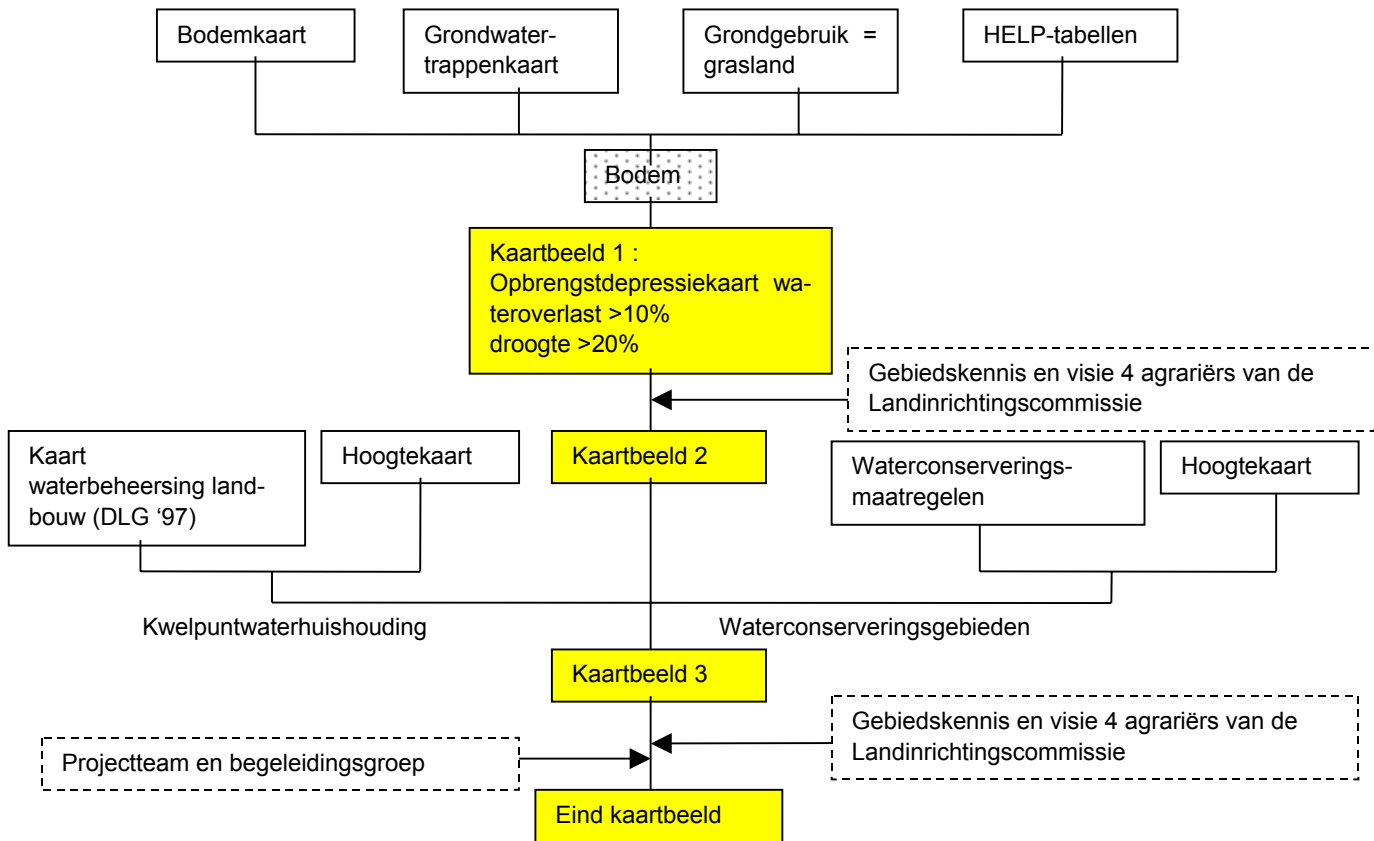 Bodemkaart
Grondwater-
trappenkaart
Grondgebruik =
grasland
HELP-tabellen
Bodem
Kaartbeeld 1 :
Opbrengstdepressiekaart wa-
teroverlast >10%
droogte >20%
Gebiedskennis en visie 4 agrariërs van de
Landinrichtingscommissie
Kaart
waterbeheersing land-
bouw (DLG ‘97)
Hoogtekaart
Kaartbeeld 2
Waterconserverings-
maatregelen
Hoogtekaart
Kwelpuntwaterhuishouding
Waterconserveringsgebieden
Kaartbeeld 3
Gebiedskennis en visie 4 agrariërs van de
Landinrichtingscommissie
Projectteam en begeleidingsgroep
Eind kaartbeeld